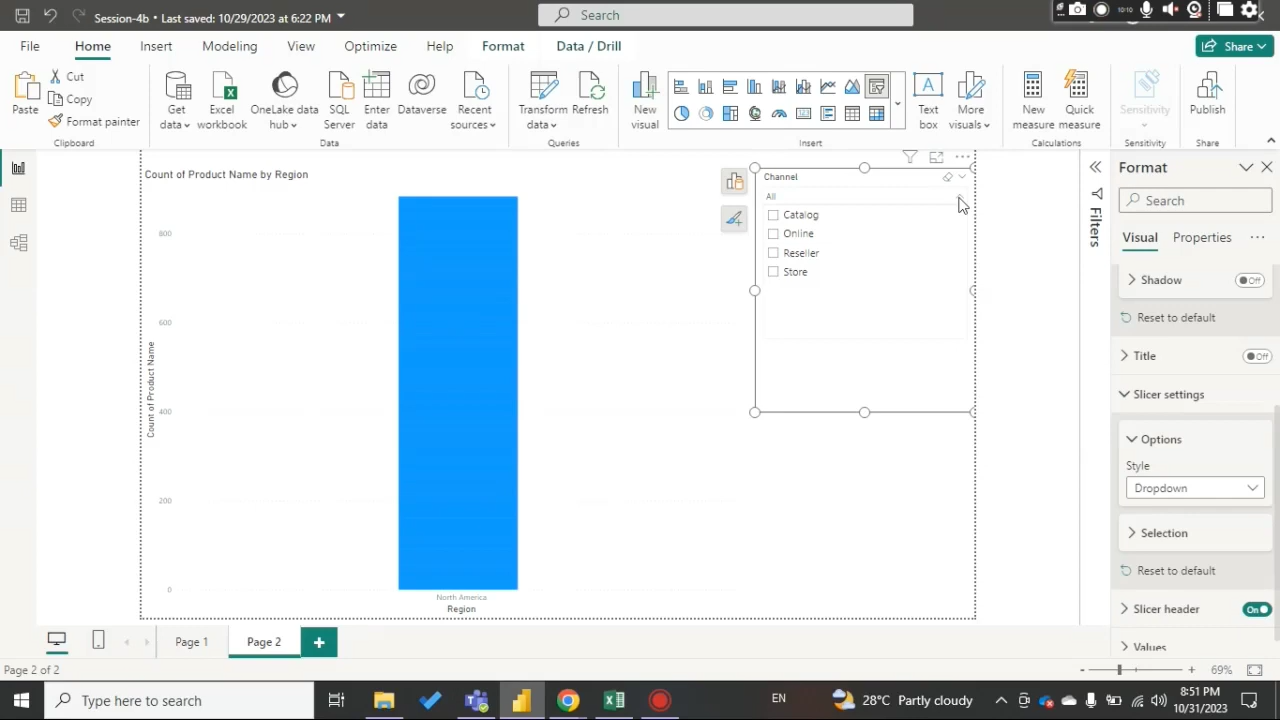 Session-4b • Last saved: 10/29/2023 at 6:22 PM
Search
10:10
File Home Insert Modeling View Optimize Help Format Data / Drill
Share
Paste
Cut
Copy
Format painter
Clipboard
Get data
Excel workbook
OneLake data hub
SQL Server
Enter data
Dataverse
Recent sources
Data
Transform data
Refresh
Queries
New visual
Text box
More visuals
Insert
New measure
Quick measure
Calculations
Sensitivity
Sensitivity
Publish
Share
Count of Product Name by Region
800
600
400
200
0
Count of Product Name
North America
Region
Channel
All
Catalog
Online
Reseller
Store
Filters
Format
Search
Visual Properties
Shadow Off
Reset to default
Title Off
Slicer settings
Options
Style
Dropdown
Selection
Reset to default
Slicer header On
Values
Page 1 Page 2
Page 2 of 2
- + 69%
Type here to search
EN
28°C Partly cloudy
8:51 PM
10/31/2023